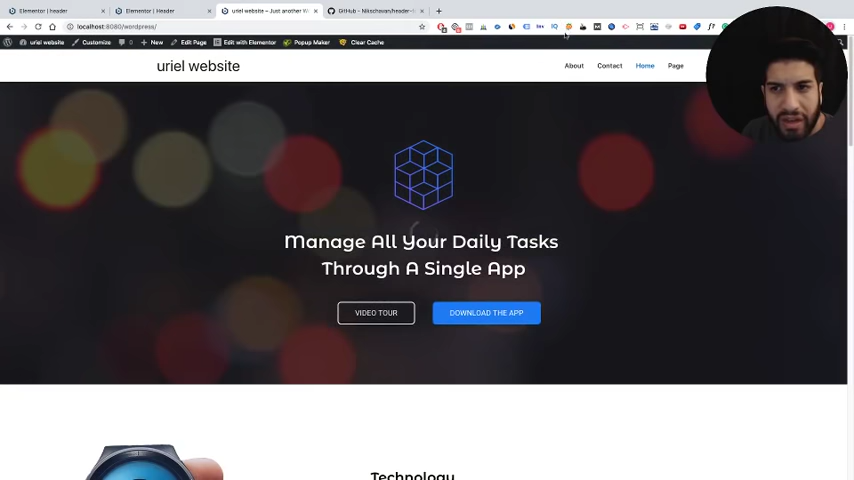 Elementor | header
Elementor | Header
uriel website – Just another W
GitHub - Nikschavan/header-
localhost:8080/wordpress/
uriel website
Customize
0
New
Edit Page
Edit with Elementor
Popup Maker
Clear Cache
uriel website
About
Contact
Home
Page
Manage All Your Daily Tasks
Through A Single App
VIDEO TOUR
DOWNLOAD THE APP
Technology